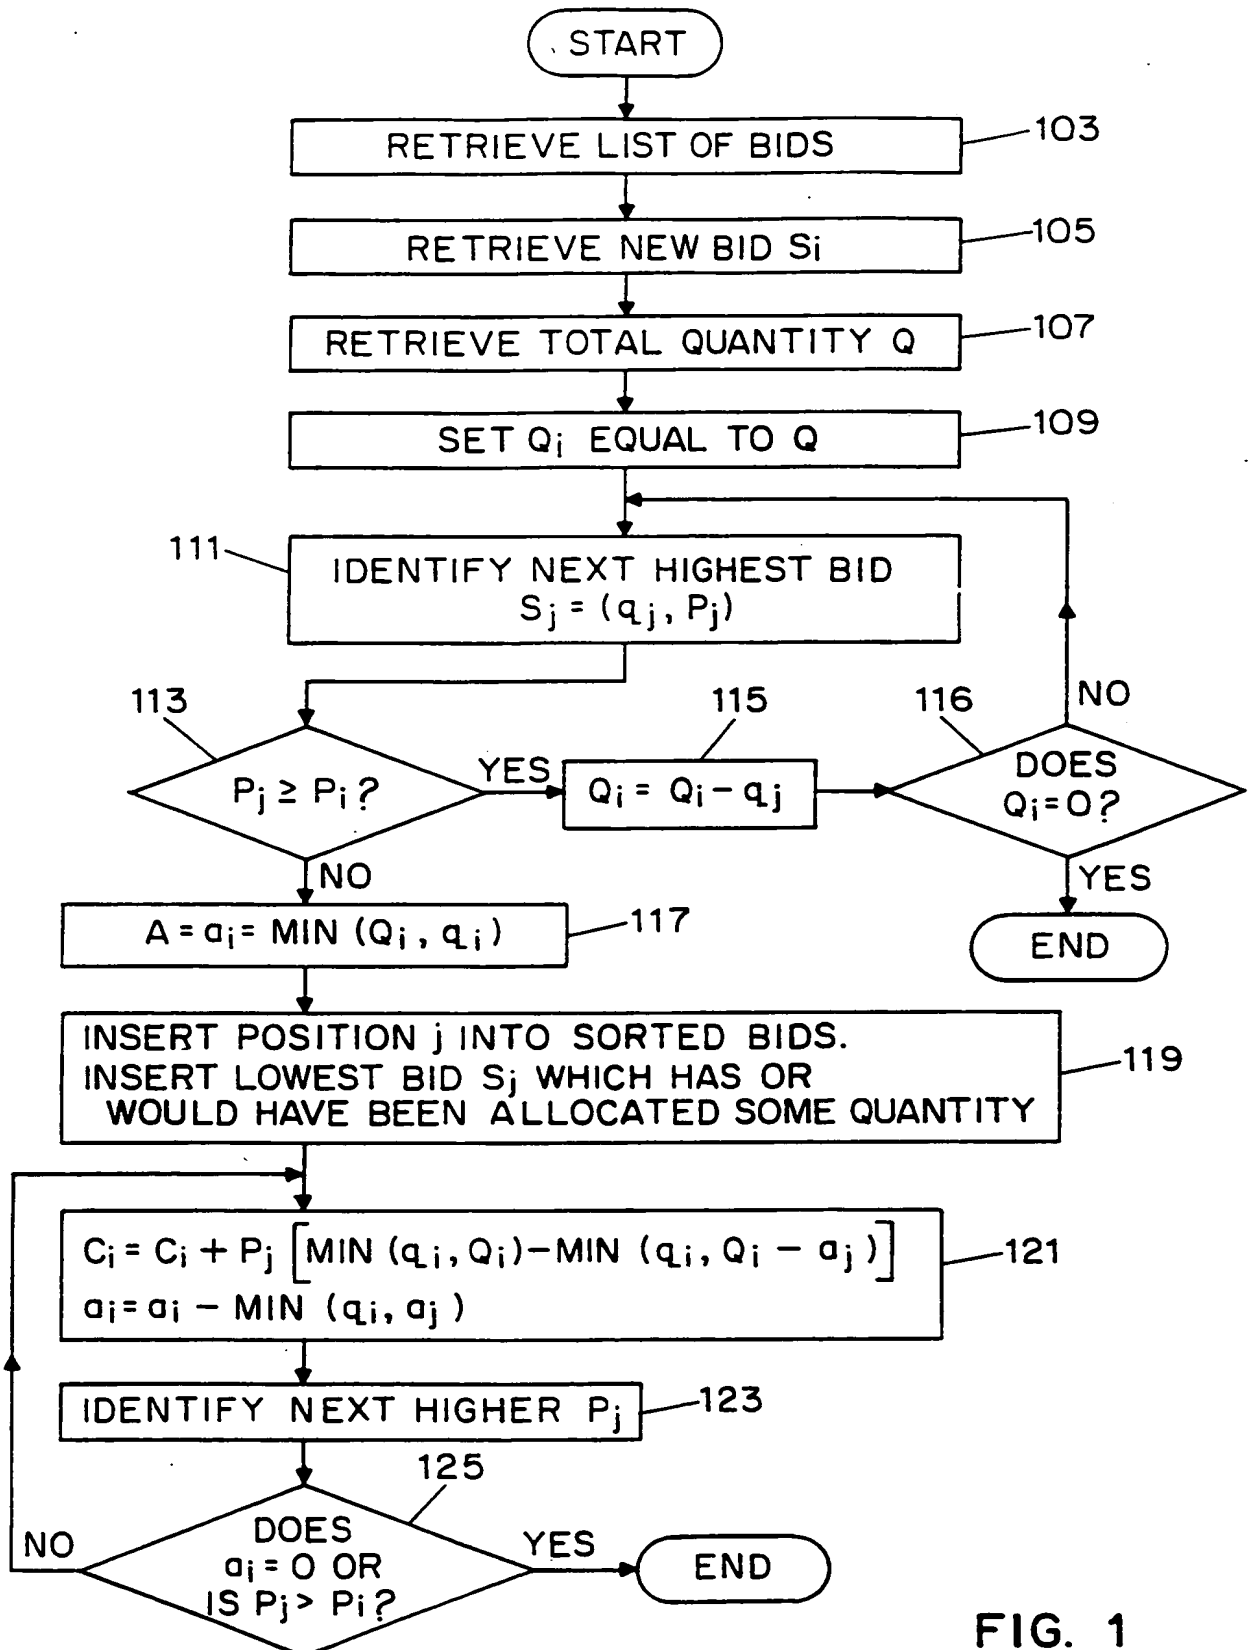 START
RETRIEVE LIST OF BIDS
103
RETRIEVE NEW BID Si
105
RETRIEVE TOTAL QUANTITY Q
107
SET Qi EQUAL TO Q
109
111
IDENTIFY NEXT HIGHEST BID
Sj = (qj, Pj)
113
Pj ≥ Pi?
YES
115
Qi = Qi - qj
116
DOES
Qi = 0?
NO
YES
END
NO
A = ai = MIN (Qi, qi)
117
INSERT POSITION j INTO SORTED BIDS.
INSERT LOWEST BID Sj WHICH HAS OR
WOULD HAVE BEEN ALLOCATED SOME QUANTITY
119
Ci = Ci + Pj [MIN (qi, Qi) – MIN (qi, Qi - aj)]
ai = ai - MIN (qi, aj)
121
IDENTIFY NEXT HIGHER Pj
123
125
DOES
ai = 0 OR
IS Pj > Pi?
NO
YES
END
FIG. 1